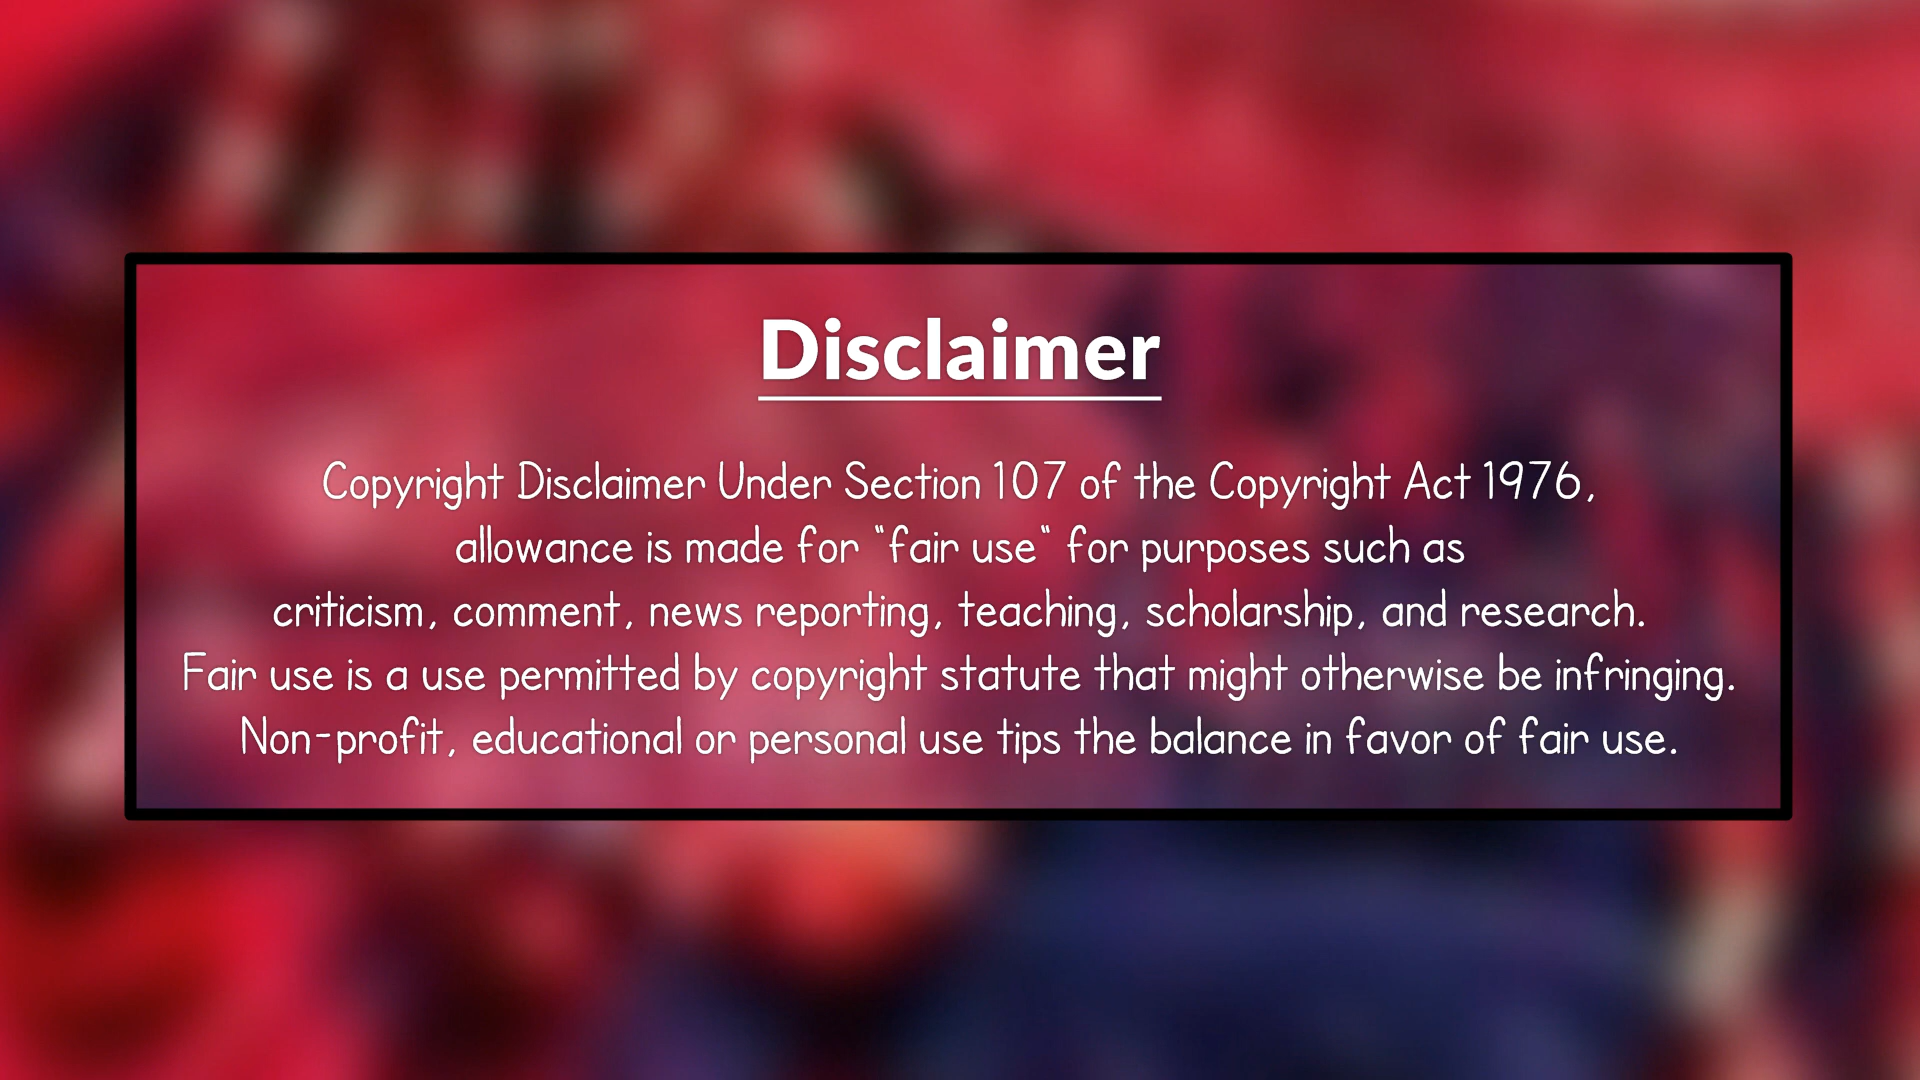 Disclaimer
Copyright Disclaimer Under Section 107 of the Copyright Act 1976,
allowance is made for "fair use" for purposes such as
criticism, comment, news reporting, teaching, scholarship, and research.
Fair use is a use permitted by copyright statute that might otherwise be infringing.
Non-profit, educational or personal use tips the balance in favor of fair use.